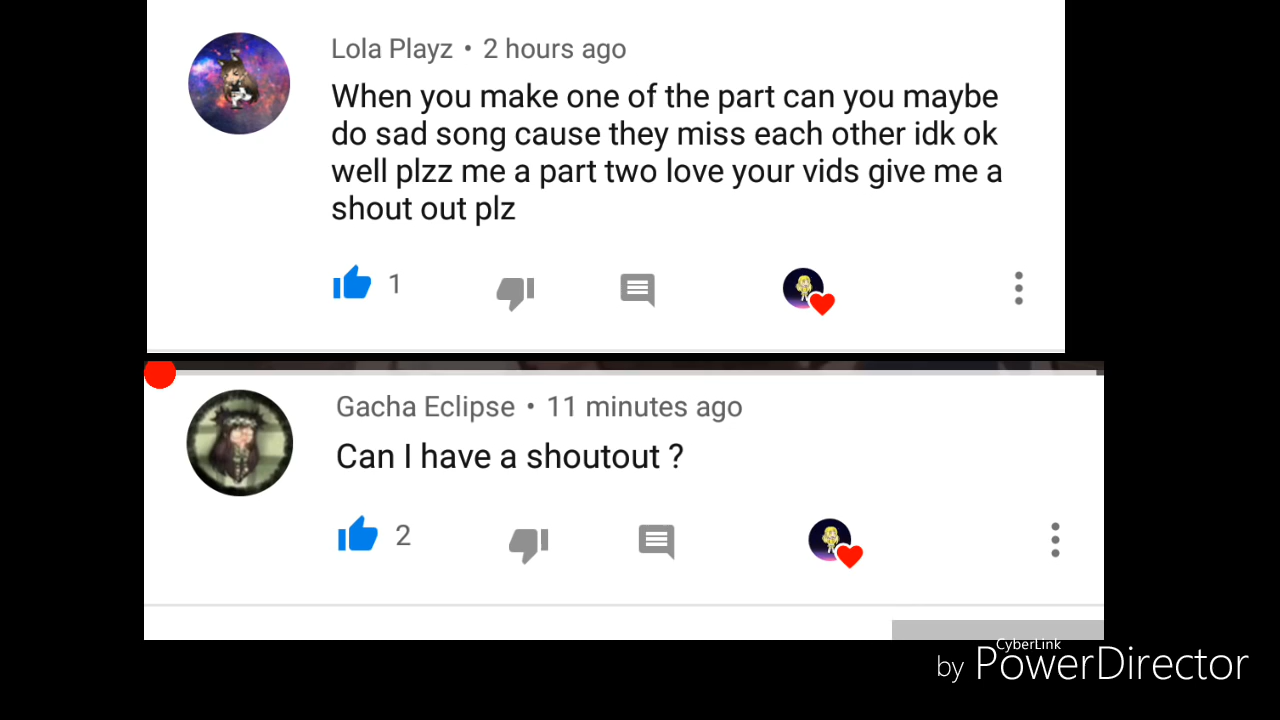 Lola Playz • 2 hours ago
When you make one of the part can you maybe
do sad song cause they miss each other idk ok
well plzz me a part two love your vids give me a
shout out plz
1
Gacha Eclipse • 11 minutes ago
Can I have a shoutout ?
2
CyberLink
by PowerDirector